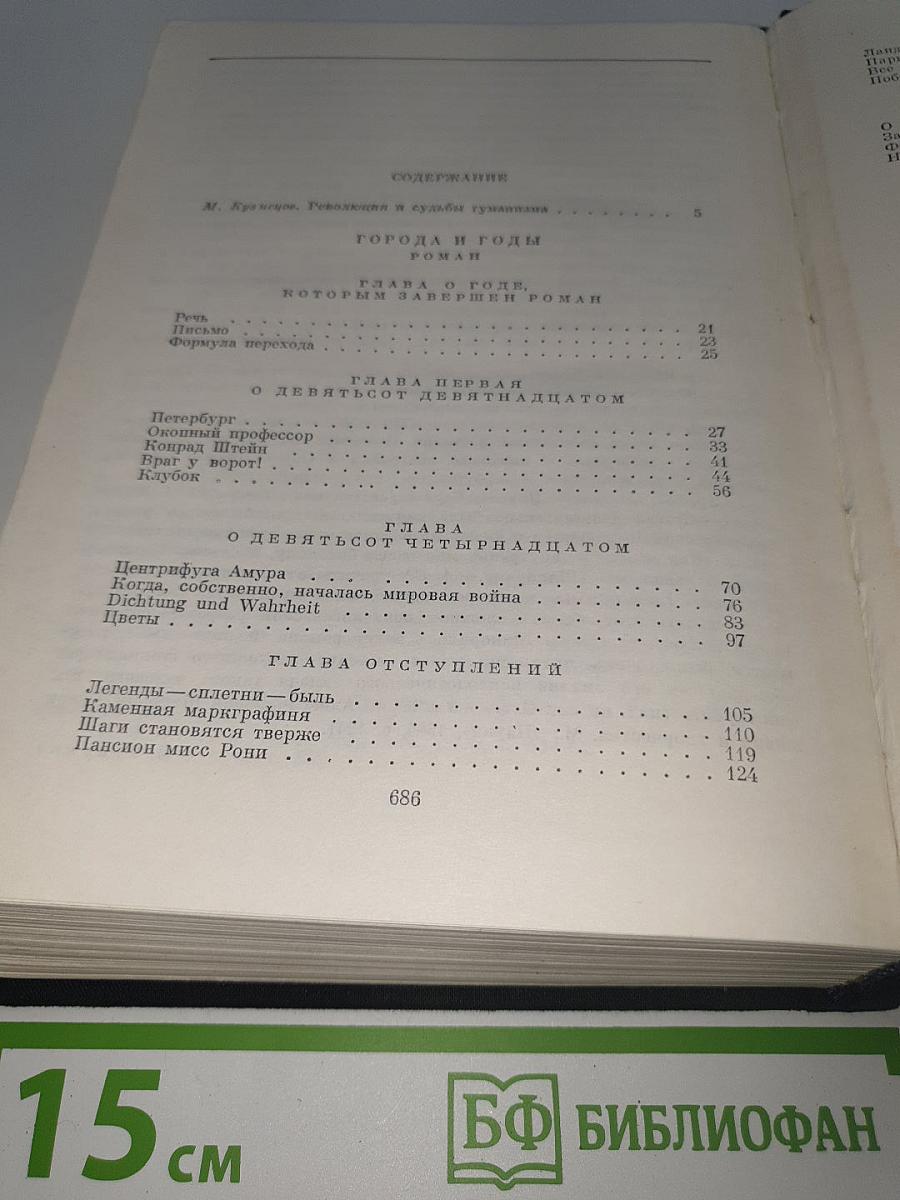 СОДЕРЖАНИЕ
М. Кузнецов. Революция и судьбы гуманизма . . . . . . . . 5
ГОРОДА И ГОДЫ
РОМАН
ГЛАВА О ГОДЕ,
КОТОРЫМ ЗАВЕРШЕН РОМАН
Речь . . . . . . . . . . 21
Письмо . . . . . . . . . . 23
Формула перехода . . . . . . . . . . 25
ГЛАВА ПЕРВАЯ
О ДЕВЯТЬСОТ ДЕВЯТНАДЦАТОМ
Петербург . . . . . . . . . . 27
Окопный профессор . . . . . . . . . . 33
Конрад Штейн . . . . . . . . . . 41
Враг у ворот! . . . . . . . . . . 44
Клубок . . . . . . . . . . 56
ГЛАВА
О ДЕВЯТЬСОТ ЧЕТЫРНАДЦАТОМ
Центрифуга Амура . . . . . . . . . . 70
Когда, собственно, началась мировая война . . . . . . . . 76
Dichtung und Wahrheit . . . . . . . . . . 83
Цветы . . . . . . . . . . 97
ГЛАВА ОТСТУПЛЕНИЙ
Легенды — сплетни — быль . . . . . . . . . . 105
Каменная маркграфиня . . . . . . . . . . 110
Шаги становятся тверже . . . . . . . . . . 119
Пансион мисс Рони . . . . . . . . . . 124
686
Все
О
15 см
БФ БИБЛИОФАН